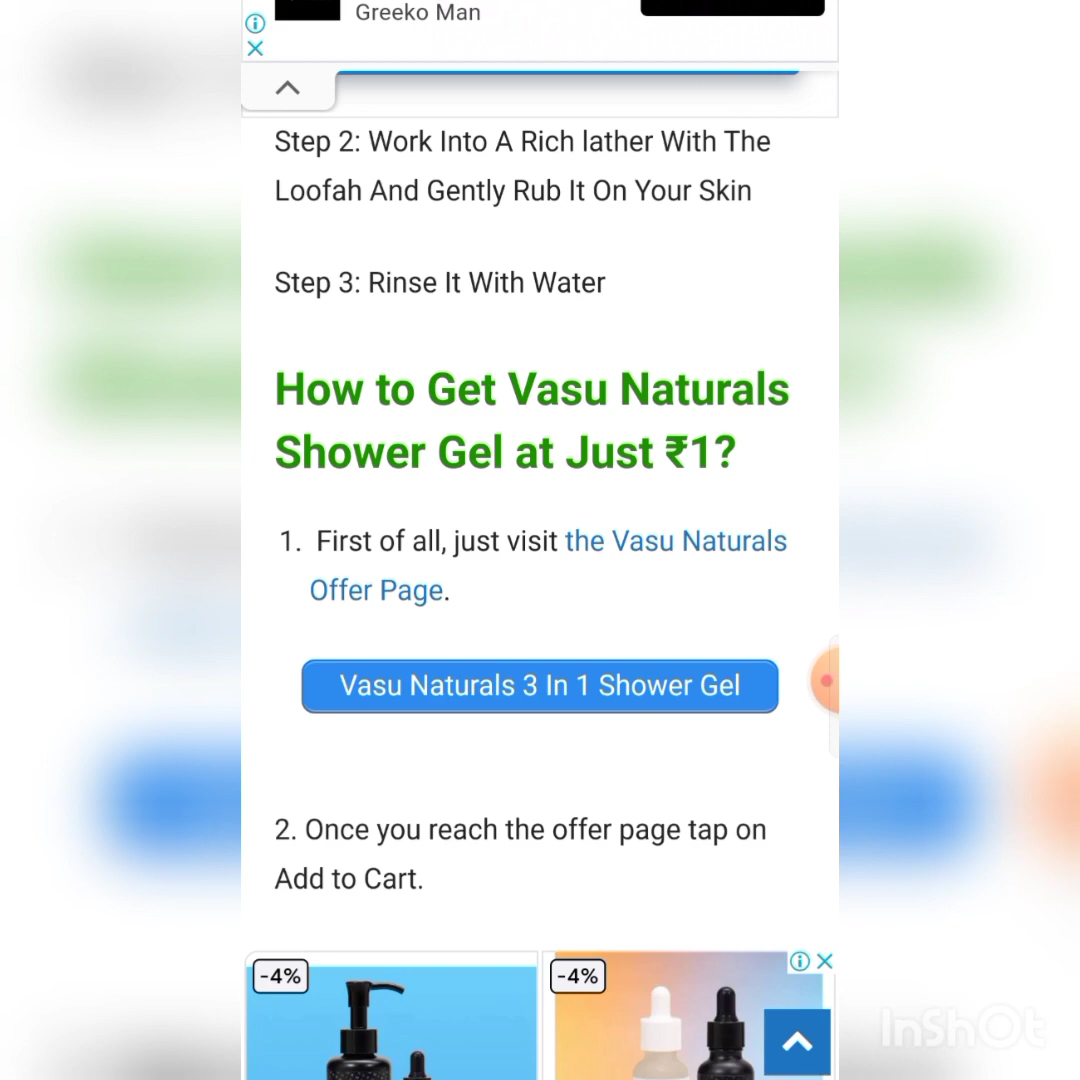 Greeko Man
Step 2: Work Into A Rich lather With The
Loofah And Gently Rub It On Your Skin
Step 3: Rinse It With Water
How to Get Vasu Naturals
Shower Gel at Just ₹1?
1. First of all, just visit the Vasu Naturals
Offer Page.
Vasu Naturals 3 In 1 Shower Gel
2. Once you reach the offer page tap on
Add to Cart.
-4%
-4%
InShOt